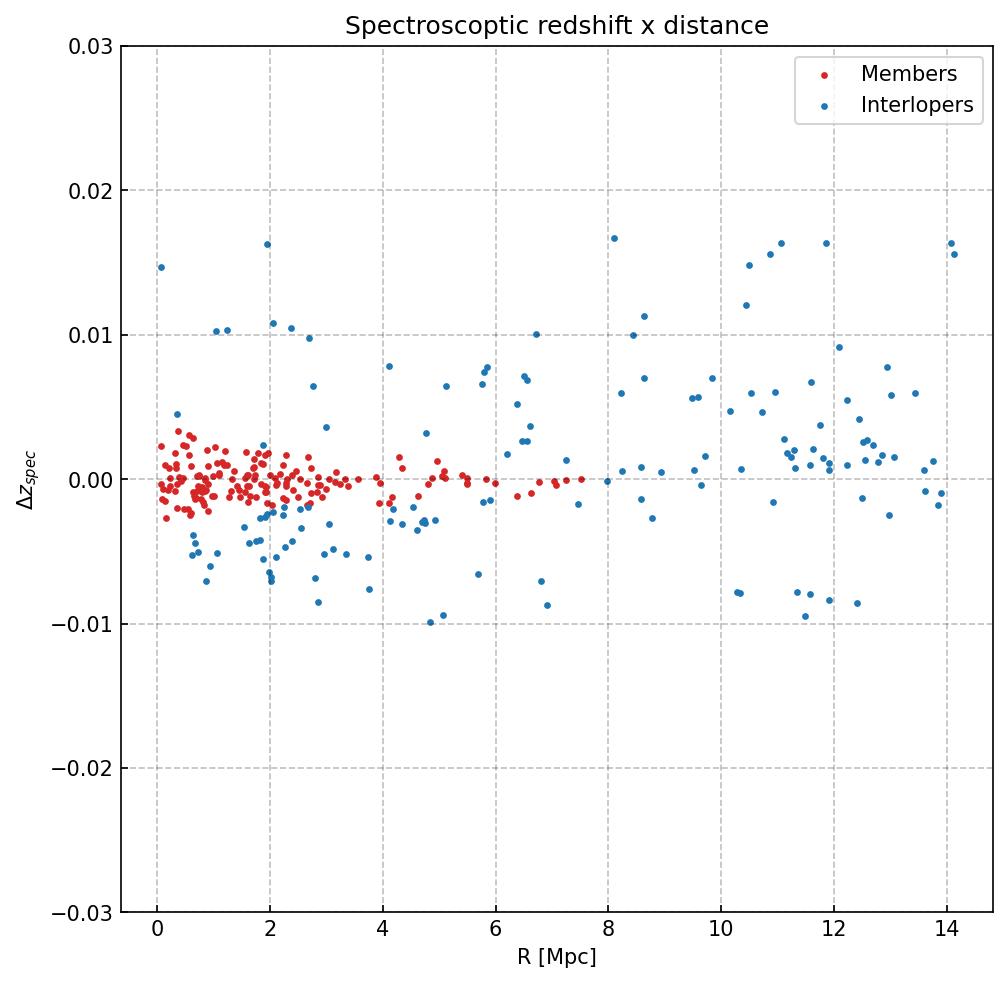 Spectroscoptic redshift x distance
Members
Interlopers
0.03
0.02
0.01
0.00
−0.01
−0.02
−0.03
Δz_spec
0 2 4 6 8 10 12 14
R [Mpc]